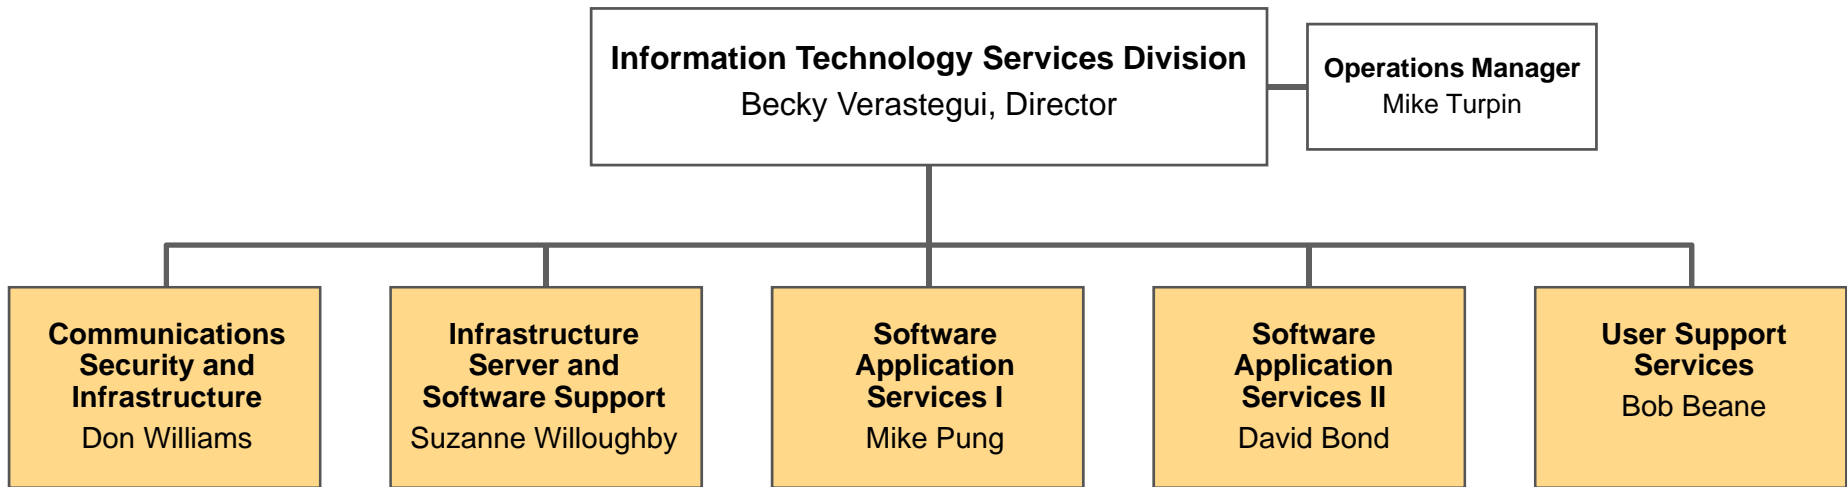 Information Technology Services Division
Becky Verastegui, Director
Operations Manager
Mike Turpin
Communications
Security and
Infrastructure
Don Williams
Infrastructure
Server and
Software Support
Suzanne Willoughby
Software
Application
Services I
Mike Pung
Software
Application
Services II
David Bond
User Support
Services
Bob Beane